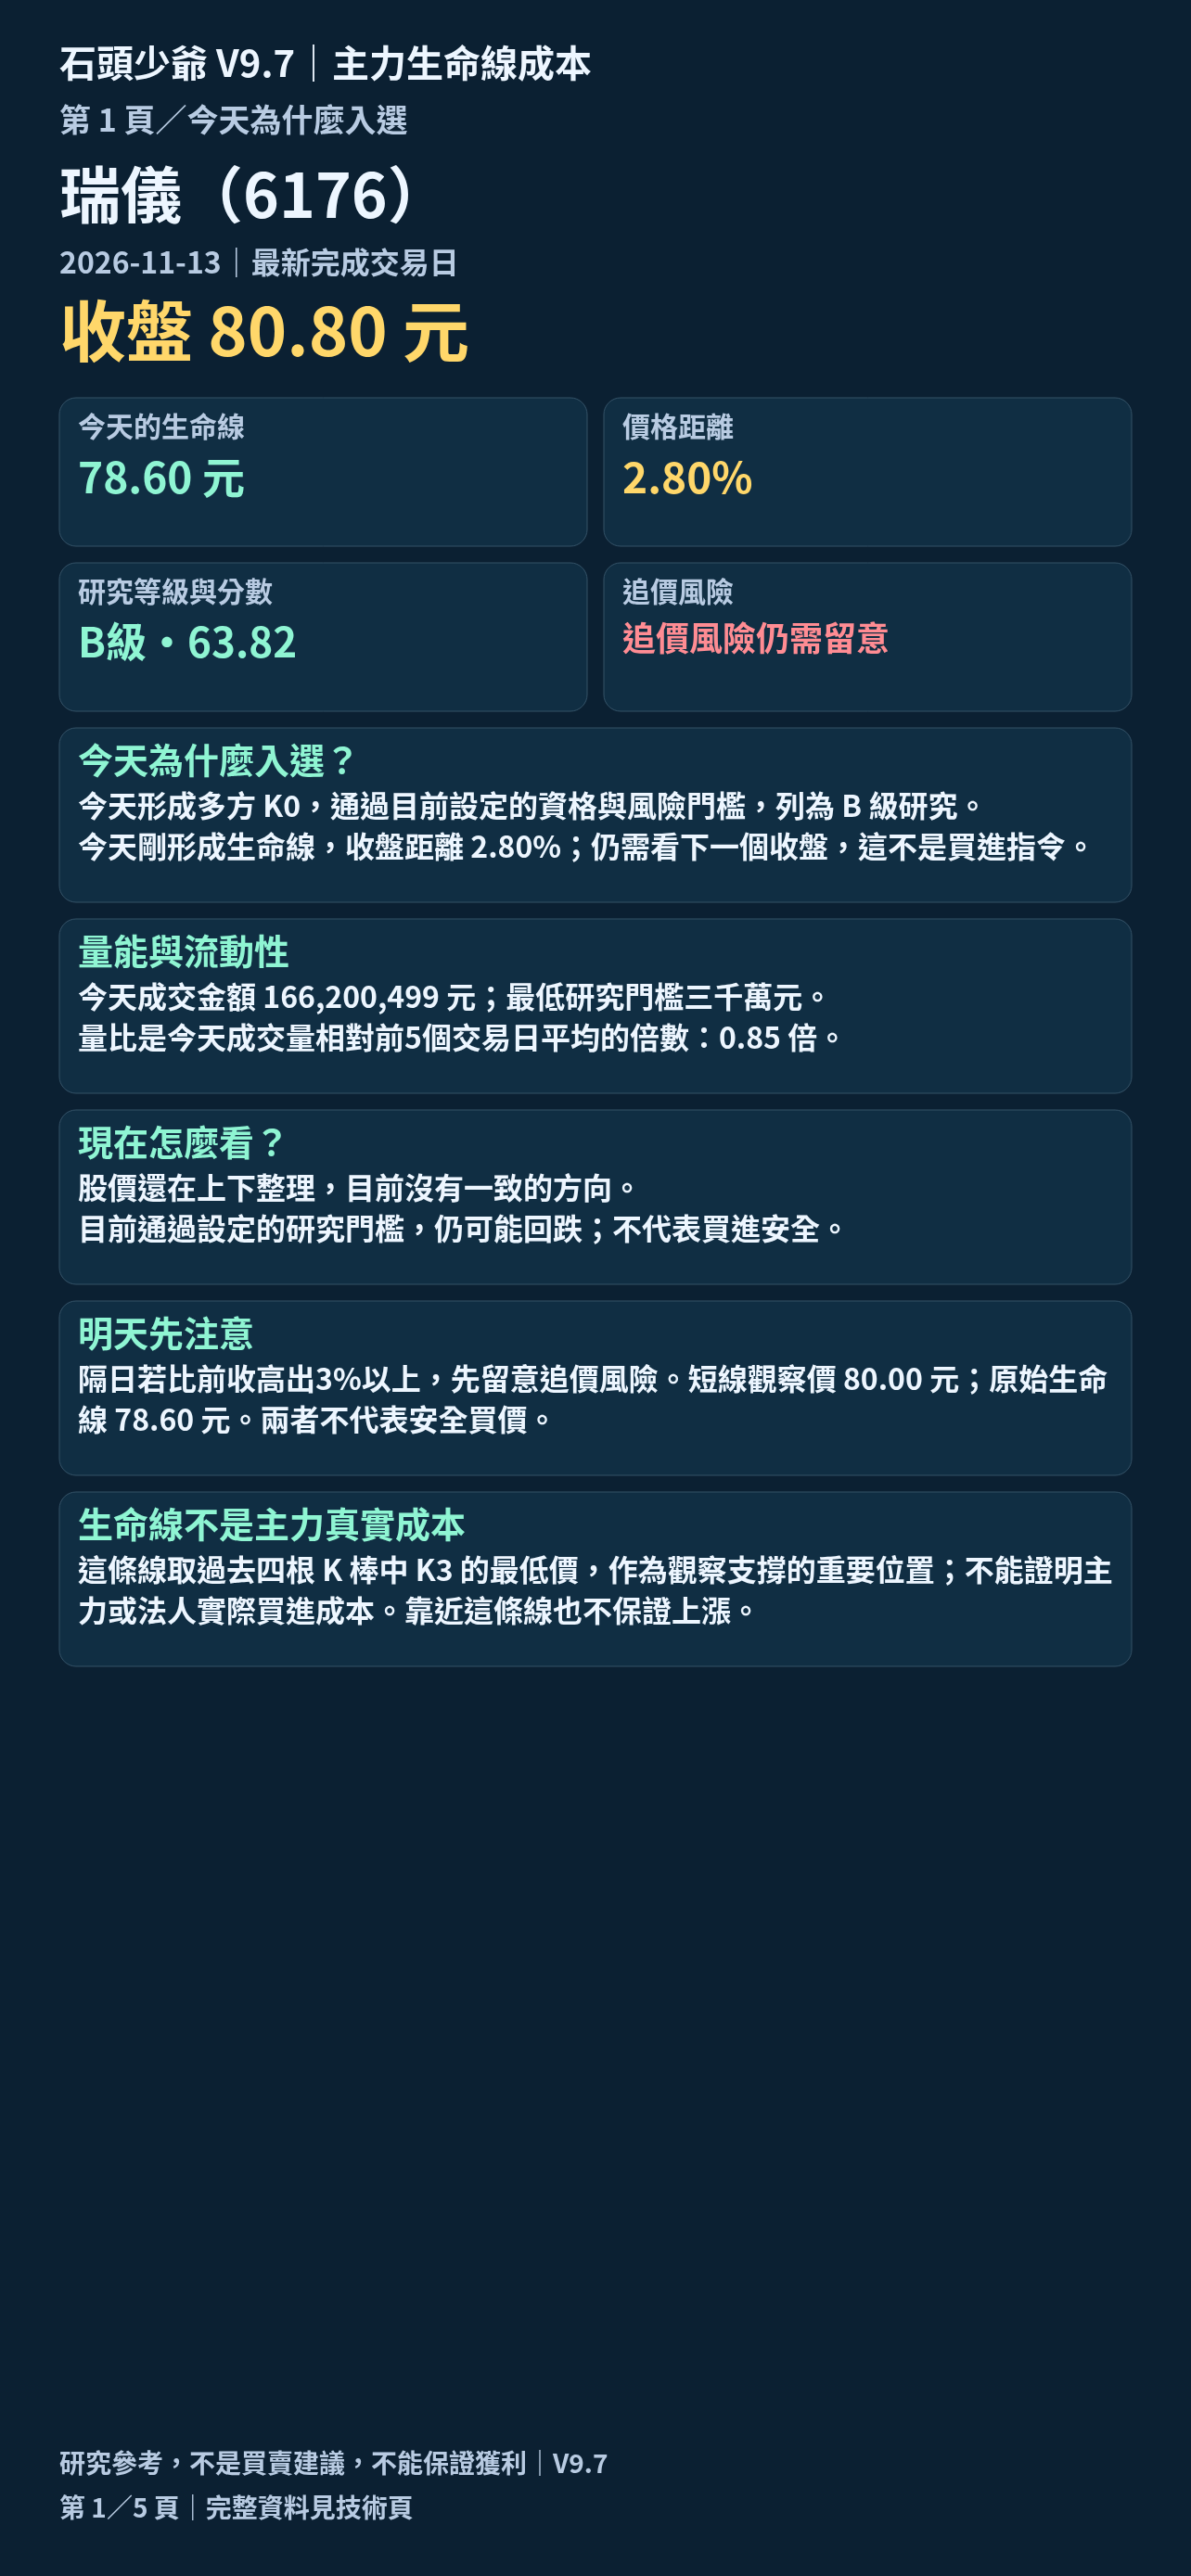 石頭少爺 V9.7｜主力生命線成本
第 1 頁／今天為什麼入選
瑞儀（6176）
2026-11-13｜最新完成交易日
收盤 80.80 元
今天的生命線
78.60 元
價格距離
2.80%
研究等級與分數
B級・63.82
追價風險
追價風險仍需留意
今天為什麼入選？
今天形成多方 K0，通過目前設定的資格與風險門檻，列為 B 級研究。
今天剛形成生命線，收盤距離 2.80%；仍需看下一個收盤，這不是買進指令。
量能與流動性
今天成交金額 166,200,499 元；最低研究門檻三千萬元。
量比是今天成交量相對前5個交易日平均的倍數：0.85 倍。
現在怎麼看？
股價還在上下整理，目前沒有一致的方向。
目前通過設定的研究門檻，仍可能回跌；不代表買進安全。
明天先注意
隔日若比前收高出3%以上，先留意追價風險。短線觀察價 80.00 元；原始生命
線 78.60 元。兩者不代表安全買價。
生命線不是主力真實成本
這條線取過去四根 K 棒中 K3 的最低價，作為觀察支撐的重要位置；不能證明主
力或法人實際買進成本。靠近這條線也不保證上漲。
研究參考，不是買賣建議，不能保證獲利｜V9.7
第 1／5 頁｜完整資料見技術頁